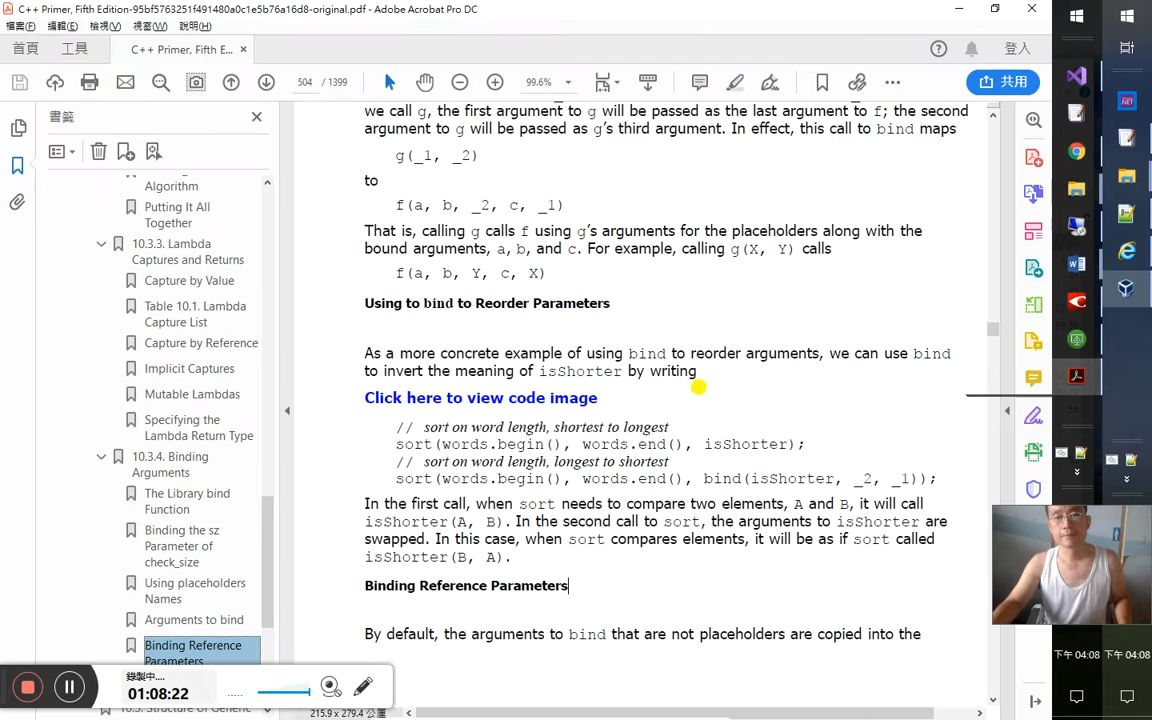 C++ Primer, Fifth Edition-95bf5763251f491480a0c1e5b76a16d8-original.pdf - Adobe Acrobat Pro DC
檔案(F) 編輯(E) 檢視(V) 視窗(W) 說明(H)
首頁 工具 C++ Primer, Fifth E... × 登入
504 / 1399 99.6% 共用
書籤
Algorithm
Putting It All
Together
10.3.3. Lambda
Captures and Returns
Capture by Value
Table 10.1. Lambda
Capture List
Capture by Reference
Implicit Captures
Mutable Lambdas
Specifying the
Lambda Return Type
10.3.4. Binding
Arguments
The Library bind
Function
Binding the sz
Parameter of
check_size
Using placeholders
Names
Arguments to bind
Binding Reference
Parameters
we call g, the first argument to g will be passed as the last argument to f; the second
argument to g will be passed as g’s third argument. In effect, this call to bind maps
g(_1, _2)
to
f(a, b, _2, c, _1)
That is, calling g calls f using g’s arguments for the placeholders along with the
bound arguments, a, b, and c. For example, calling g(X, Y) calls
f(a, b, Y, c, X)
Using to bind to Reorder Parameters
As a more concrete example of using bind to reorder arguments, we can use bind
to invert the meaning of isShorter by writing
Click here to view code image
// sort on word length, shortest to longest
sort(words.begin(), words.end(), isShorter);
// sort on word length, longest to shortest
sort(words.begin(), words.end(), bind(isShorter, _2, _1));
In the first call, when sort needs to compare two elements, A and B, it will call
isShorter(A, B). In the second call to sort, the arguments to isShorter are
swapped. In this case, when sort compares elements, it will be as if sort called
isShorter(B, A).
Binding Reference Parameters
By default, the arguments to bind that are not placeholders are copied into the
錄製中....
01:08:22
215.9 x 279.4 公厘
下午 04:08 下午 04:08